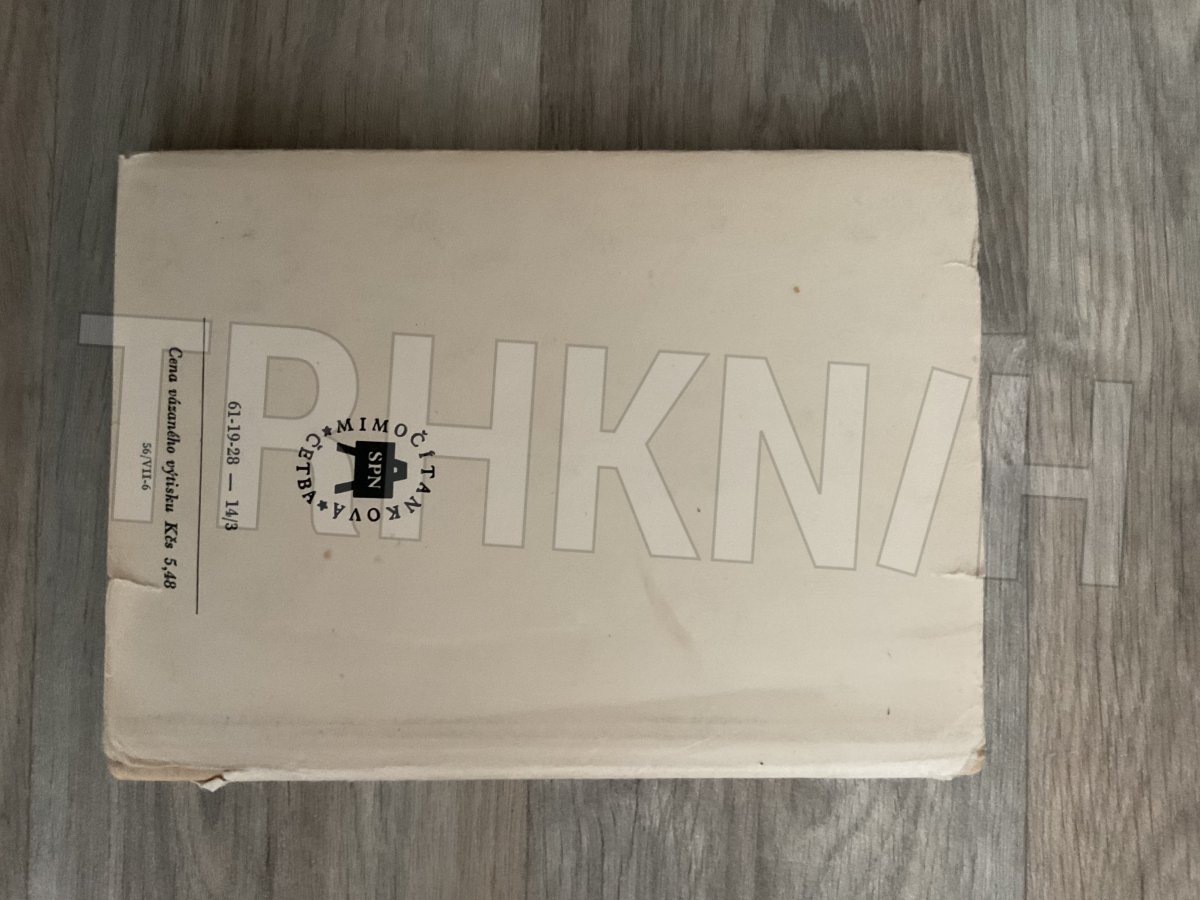 MIMOČÍTANKOVÁ ★ ČETBA ★
SPN
61-19-28 — 14/3
Cena vázaného výtisku Kčs 5,48
56/VII-6
TRHKNIH